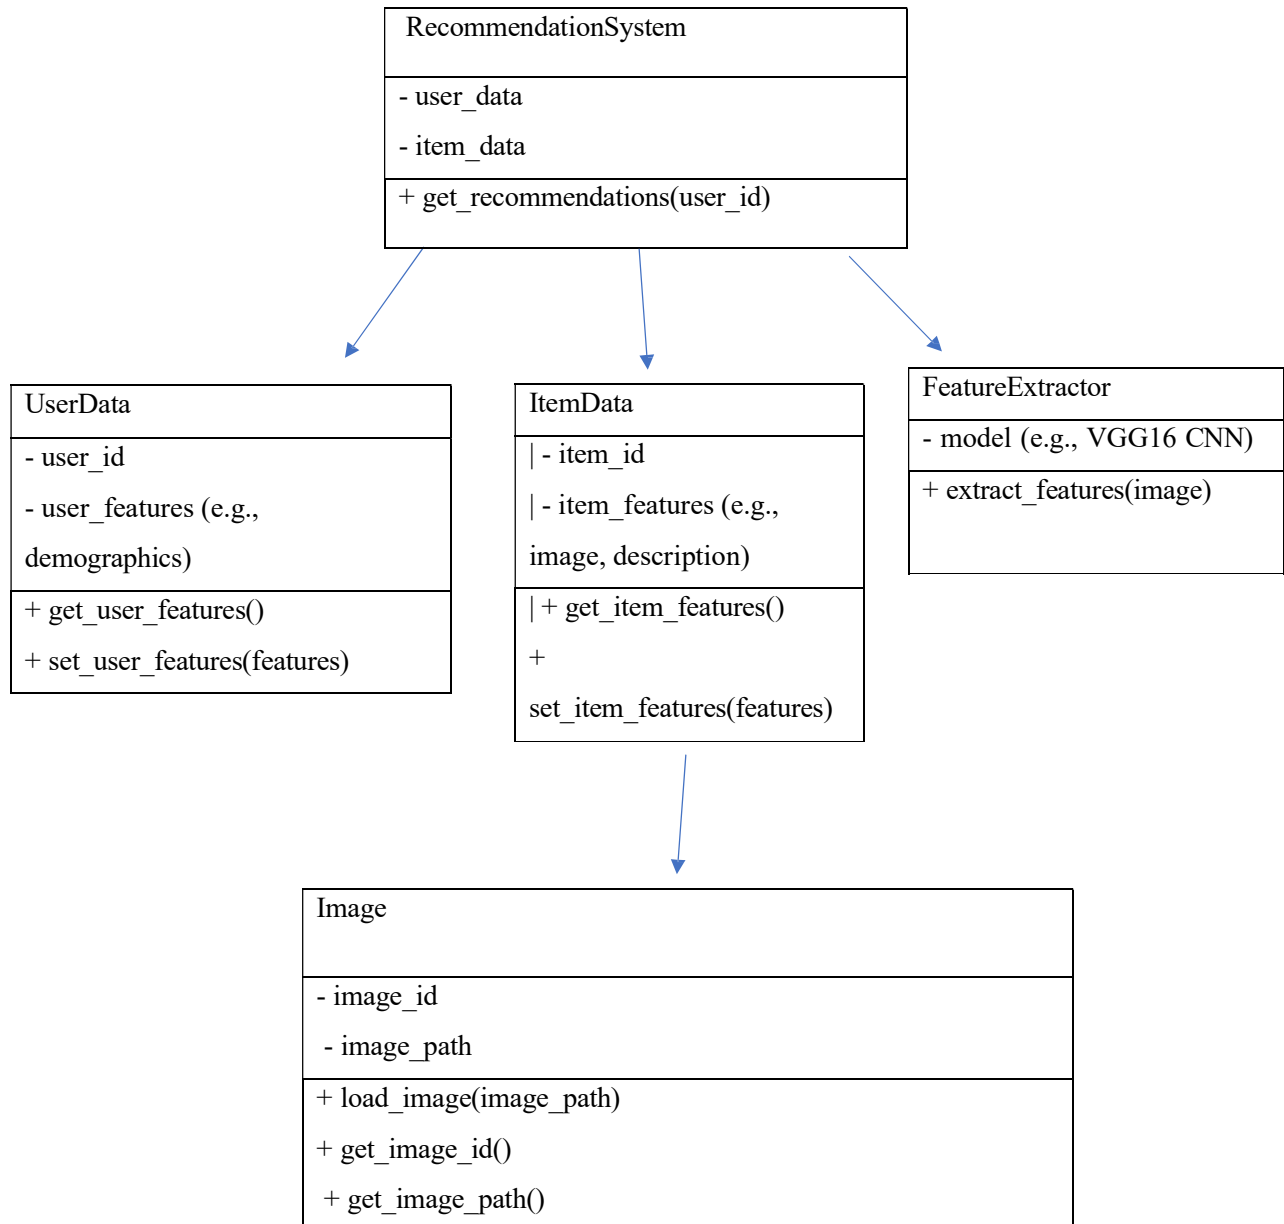 RecommendationSystem
- user_data
- item_data
+ get_recommendations(user_id)
UserData
- user_id
- user_features (e.g.,
demographics)
+ get_user_features()
+ set_user_features(features)
ItemData
| - item_id
| - item_features (e.g.,
image, description)
| + get_item_features()
+
set_item_features(features)
FeatureExtractor
- model (e.g., VGG16 CNN)
+ extract_features(image)
Image
- image_id
- image_path
+ load_image(image_path)
+ get_image_id()
+ get_image_path()